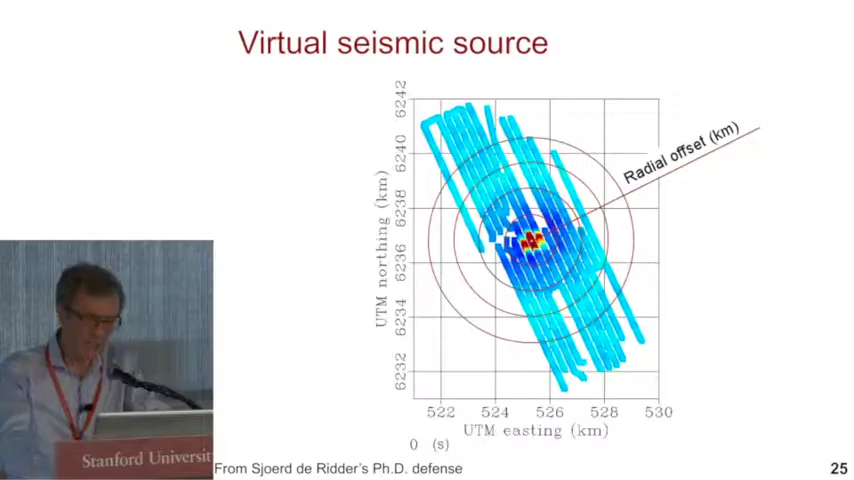 Virtual seismic source
6242
6240
6238
6236
6234
6232
UTM northing (km)
Radial offset (km)
522 524 526 528 530
UTM easting (km)
0 (s)
Stanford Universit
From Sjoerd de Ridder's Ph.D. defense
25